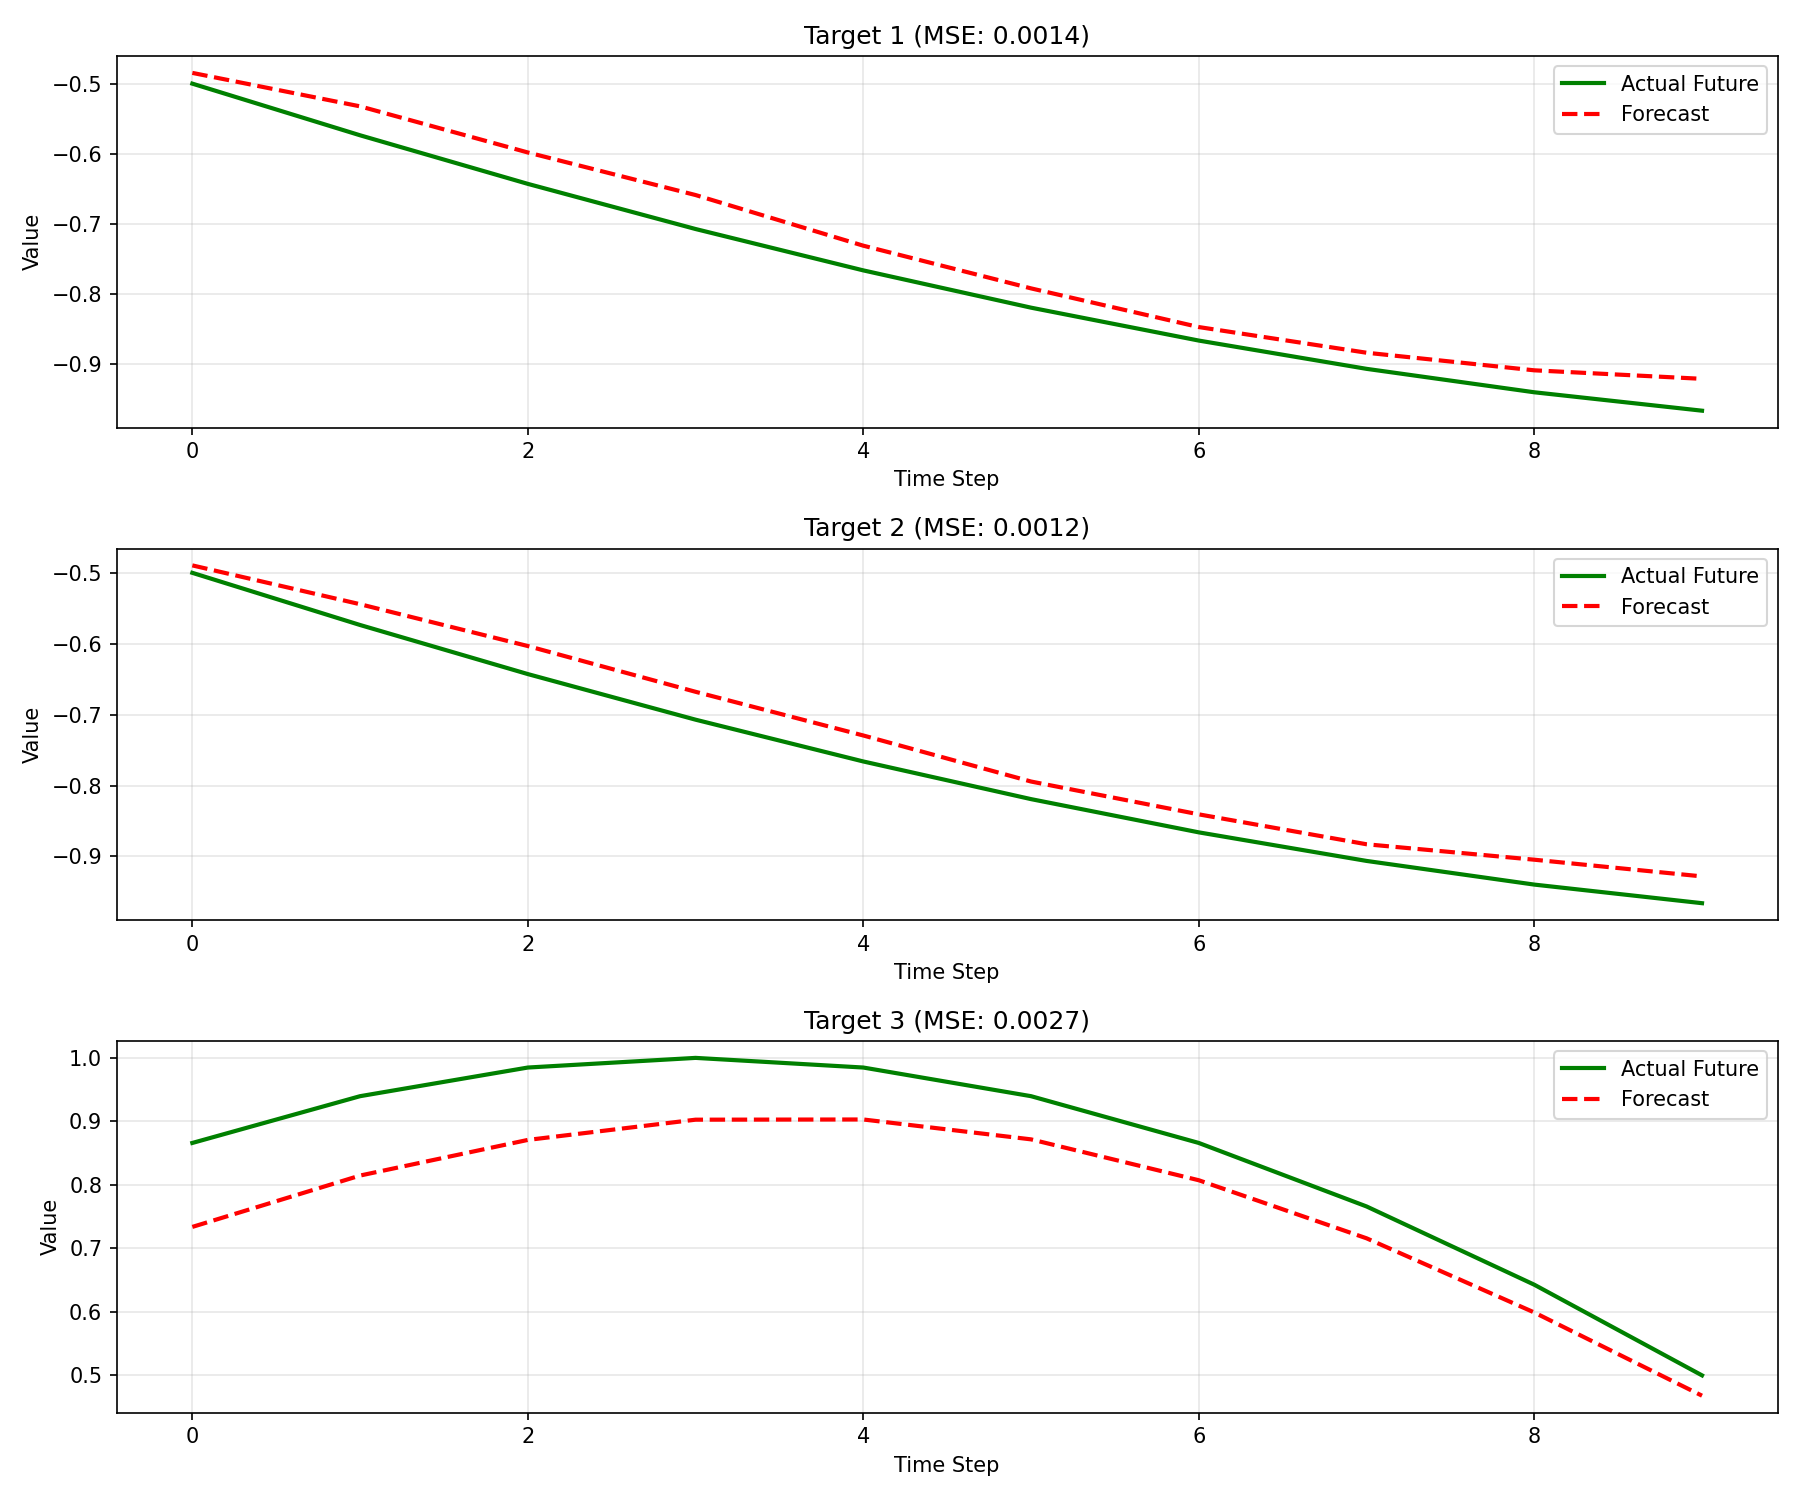 Target 1 (MSE: 0.0014)
Actual Future
Forecast
−0.5
−0.6
−0.7
−0.8
−0.9
Value
0 2 4 6 8
Time Step
Target 2 (MSE: 0.0012)
Actual Future
Forecast
−0.5
−0.6
−0.7
−0.8
−0.9
Value
0 2 4 6 8
Time Step
Target 3 (MSE: 0.0027)
Actual Future
Forecast
1.0
0.9
0.8
0.7
0.6
0.5
Value
0 2 4 6 8
Time Step